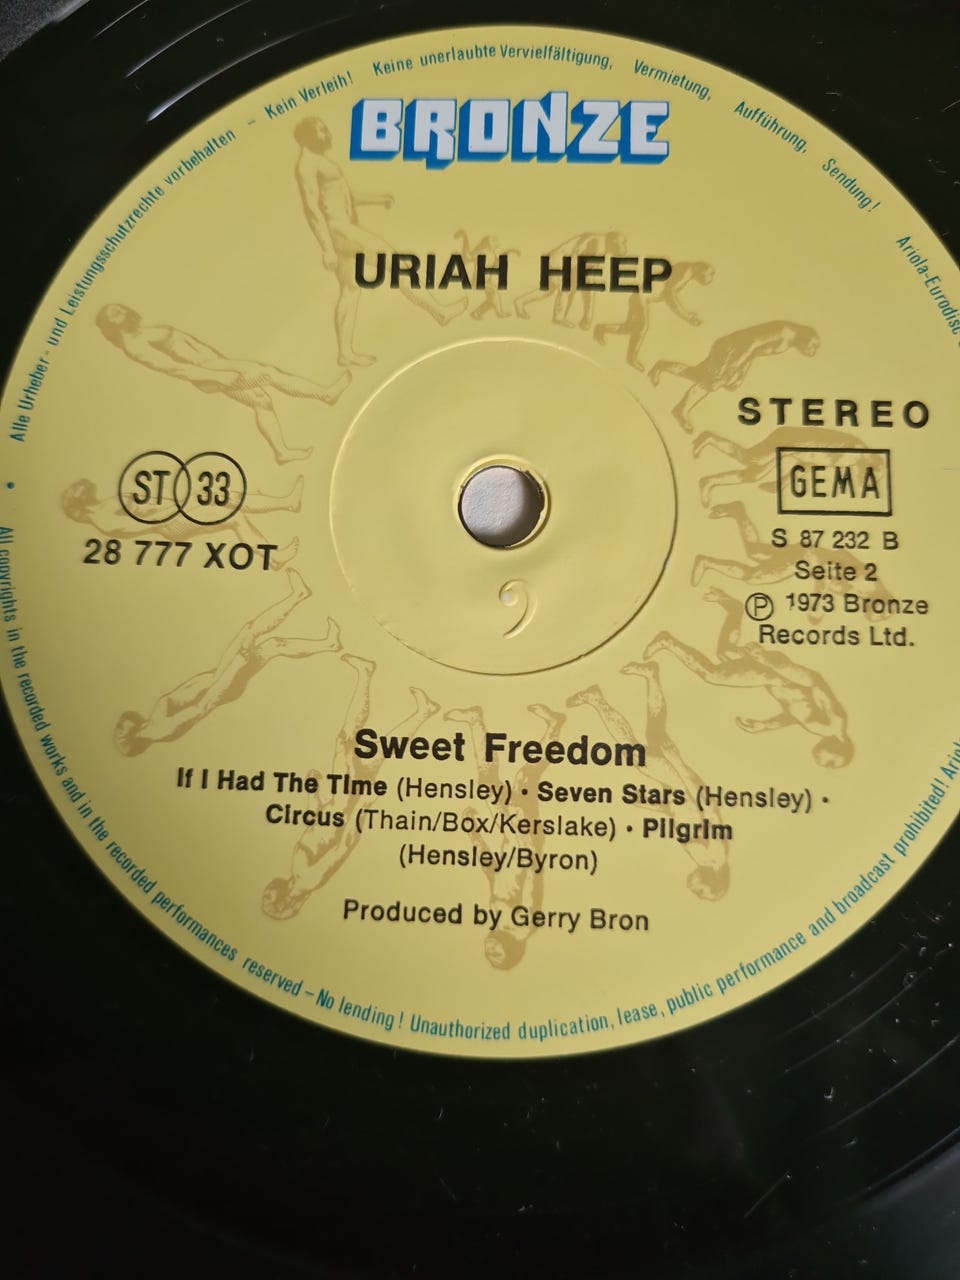 Alle Urheber- und Leistungsschutzrechte vorbehalten – Kein Verleih! Keine unerlaubte Vervielfältigung, Vermietung, Aufführung, Sendung!
Ariola-Eurodisc
BRONZE
URIAH HEEP
STEREO
GEMA
S 87 232 B
Seite 2
Ⓟ 1973 Bronze
Records Ltd.
ST 33
28 777 XOT
Sweet Freedom
If I Had The Time (Hensley) • Seven Stars (Hensley) •
Circus (Thain/Box/Kerslake) • Pilgrim
(Hensley/Byron)
Produced by Gerry Bron
All copyrights in the recorded works and in the recorded performances reserved – No lending! Unauthorized duplication, lease, public performance and broadcast prohibited!